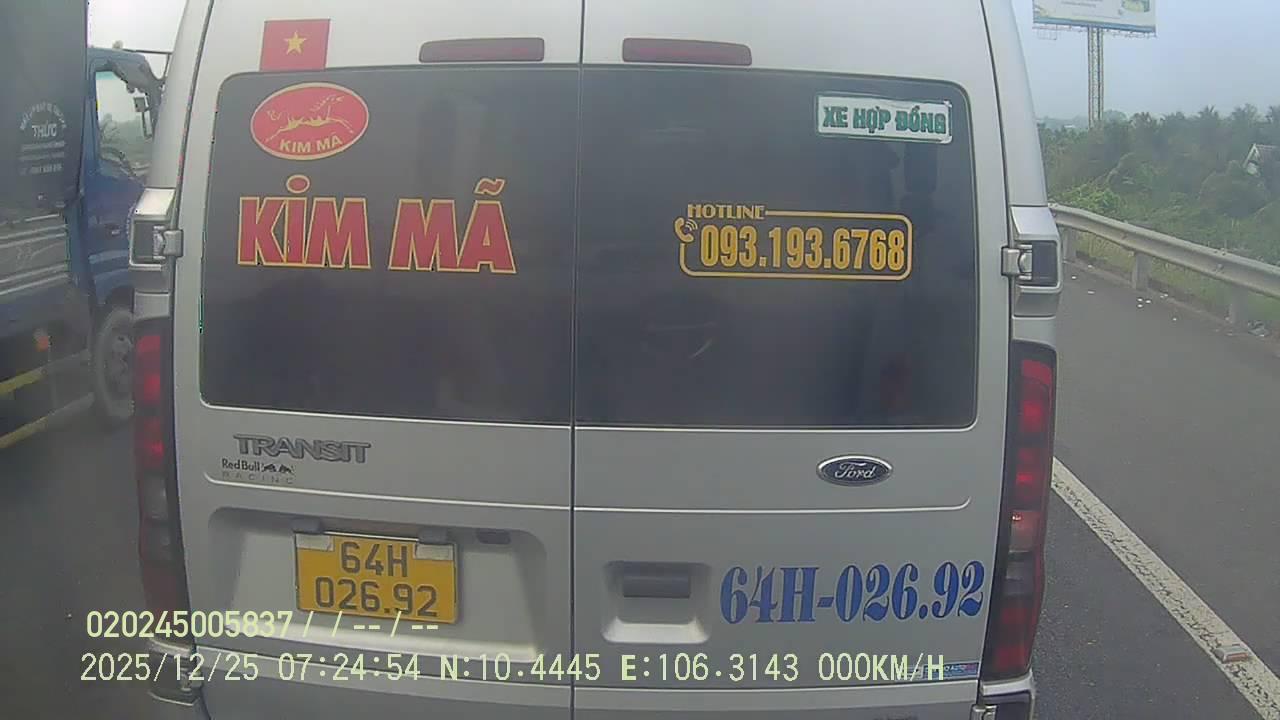 THỨC
KIM MÃ
KIM MÃ
XE HỢP ĐỒNG
HOTLINE
093.193.6768
TRANSIT
Red Bull
RACING
Ford
64H
026.92
64H-026.92
020245005837 / / -- / --
2025/12/25 07:24:54 N:10.4445 E:106.3143 000KM/H